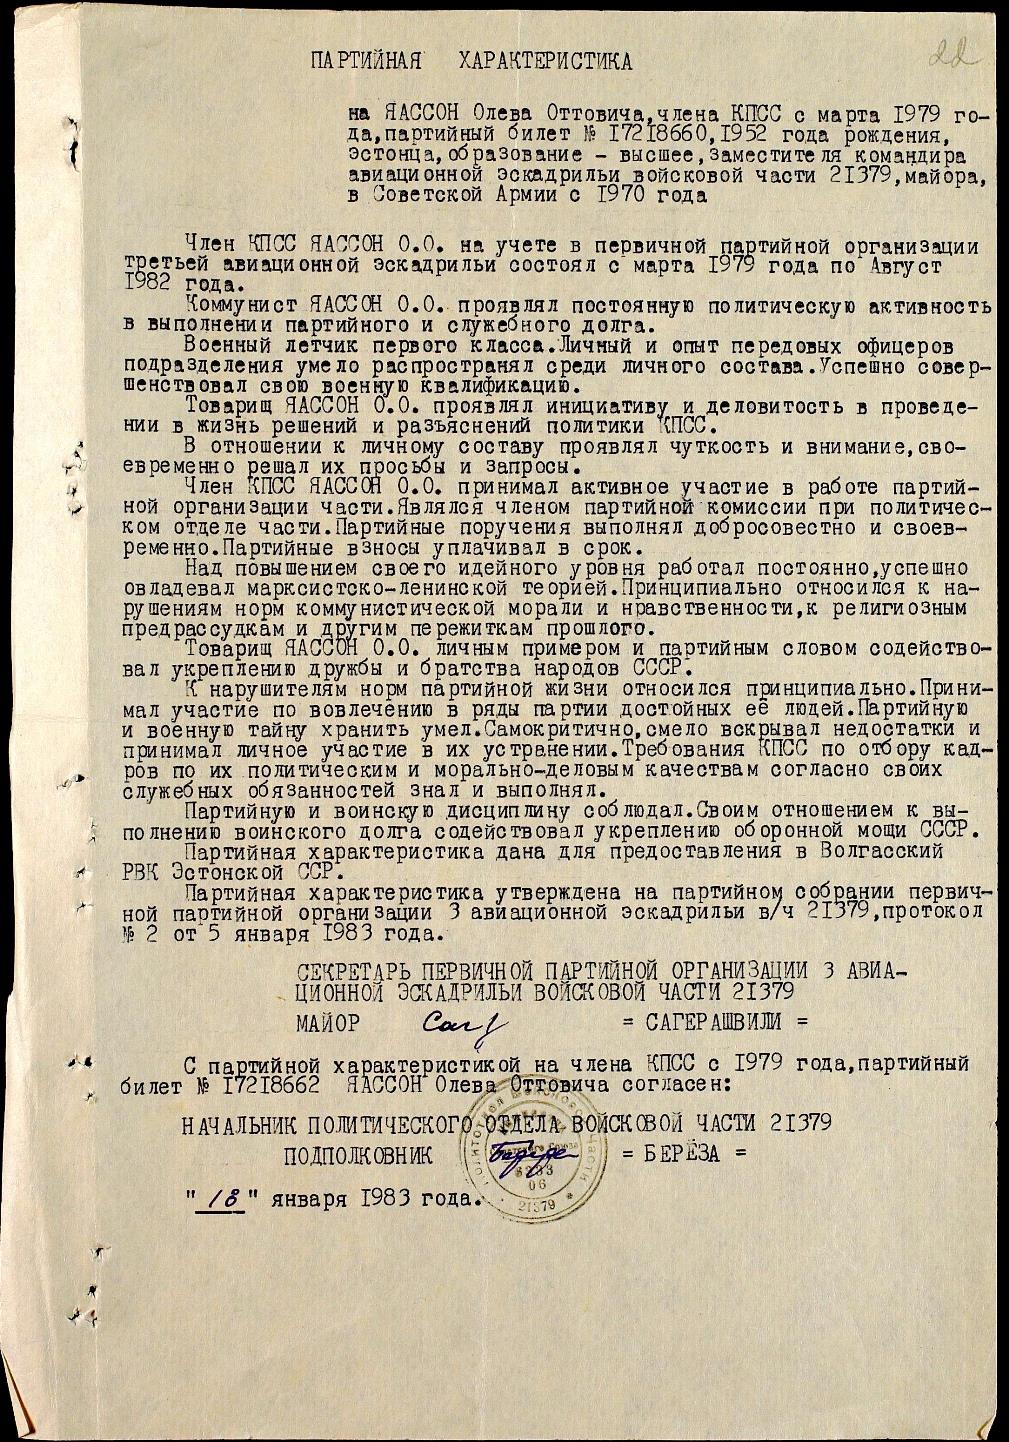 22
ПАРТИЙНАЯ ХАРАКТЕРИСТИКА
на ЯАССОН Олева Оттовича,члена КПСС с марта 1979 го-
да,партийный билет № 17218660,1952 года рождения,
эстонца,образование - высшее,заместителя командира
авиационной эскадрильи войсковой части 21379,майора,
в Советской Армии с 1970 года
Член КПСС ЯАССОН О.О. на учете в первичной партийной организации
третьей авиационной эскадрильи состоял с марта 1979 года по Август
1982 года.
Коммунист ЯАССОН О.О. проявлял постоянную политическую активность
в выполнении партийного и служебного долга.
Военный летчик первого класса.Личный и опыт передовых офицеров
подразделения умело распространял среди личного состава.Успешно совер-
шенствовал свою военную квалификацию.
Товарищ ЯАССОН О.О. проявлял инициативу и деловитость в проведе-
нии в жизнь решений и разъяснений политики КПСС.
В отношении к личному составу проявлял чуткость и внимание,сво-
евременно решал их просьбы и запросы.
Член КПСС ЯАССОН О.О. принимал активное участие в работе партий-
ной организации части.Являлся членом партийной комиссии при политичес-
ком отделе части.Партийные поручения выполнял добросовестно и своев-
ременно.Партийные взносы уплачивал в срок.
Над повышением своего идейного уровня работал постоянно,успешно
овладевал марксистско-ленинской теорией.Принципиально относился к на-
рушениям норм коммунистической морали и нравственности,к религиозным
предрассудкам и другим пережиткам прошлого.
Товарищ ЯАССОН О.О. личным примером и партийным словом содейство-
вал укреплению дружбы и братства народов СССР.
К нарушителям норм партийной жизни относился принципиально.Прини-
мал участие по вовлечению в ряды партии достойных её людей.Партийную
и военную тайну хранить умел.Самокритично,смело вскрывал недостатки и
принимал личное участие в их устранении.Требования КПСС по отбору кад-
ров по их политическим и морально-деловым качествам согласно своих
служебных обязанностей знал и выполнял.
Партийную и воинскую дисциплину соблюдал.Своим отношением к вы-
полнению воинского долга содействовал укреплению оборонной мощи СССР.
Партийная характеристика дана для предоставления в Волгасский
РВК Эстонской ССР.
Партийная характеристика утверждена на партийном собрании первич-
ной партийной организации 3 авиационной эскадрильи в/ч 21379,протокол
№ 2 от 5 января 1983 года.
СЕКРЕТАРЬ ПЕРВИЧНОЙ ПАРТИЙНОЙ ОРГАНИЗАЦИИ 3 АВИА-
ЦИОННОЙ ЭСКАДРИЛЬИ ВОЙСКОВОЙ ЧАСТИ 21379
МАЙОР = САГЕРАШВИЛИ =
С партийной характеристикой на члена КПСС с 1979 года,партийный
билет № 17218662 ЯАССОН Олева Оттовича согласен:
НАЧАЛЬНИК ПОЛИТИЧЕСКОГО ОТДЕЛА ВОЙСКОВОЙ ЧАСТИ 21379
ПОДПОЛКОВНИК = БЕРЁЗА =
06
21379
"18" января 1983 года.